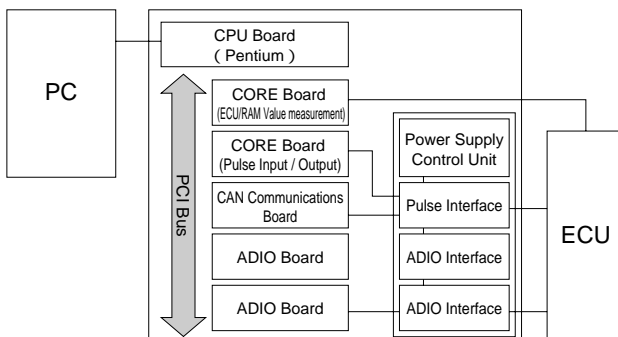 PC
CPU Board
( Pentium )
PCI Bus
CORE Board
(ECU/RAM Value measurement)
CORE Board
(Pulse Input / Output)
CAN Communications
Board
ADIO Board
ADIO Board
Power Supply
Control Unit
Pulse Interface
ADIO Interface
ADIO Interface
ECU